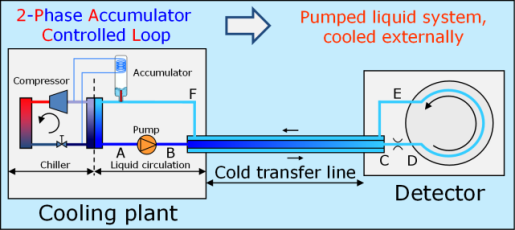 2-Phase Accumulator
Controlled Loop
Pumped liquid system,
cooled externally
Compressor
Accumulator
F
E
T
Pump
A
B
C
D
Chiller
Liquid circulation
Cold transfer line
Detector
Cooling plant